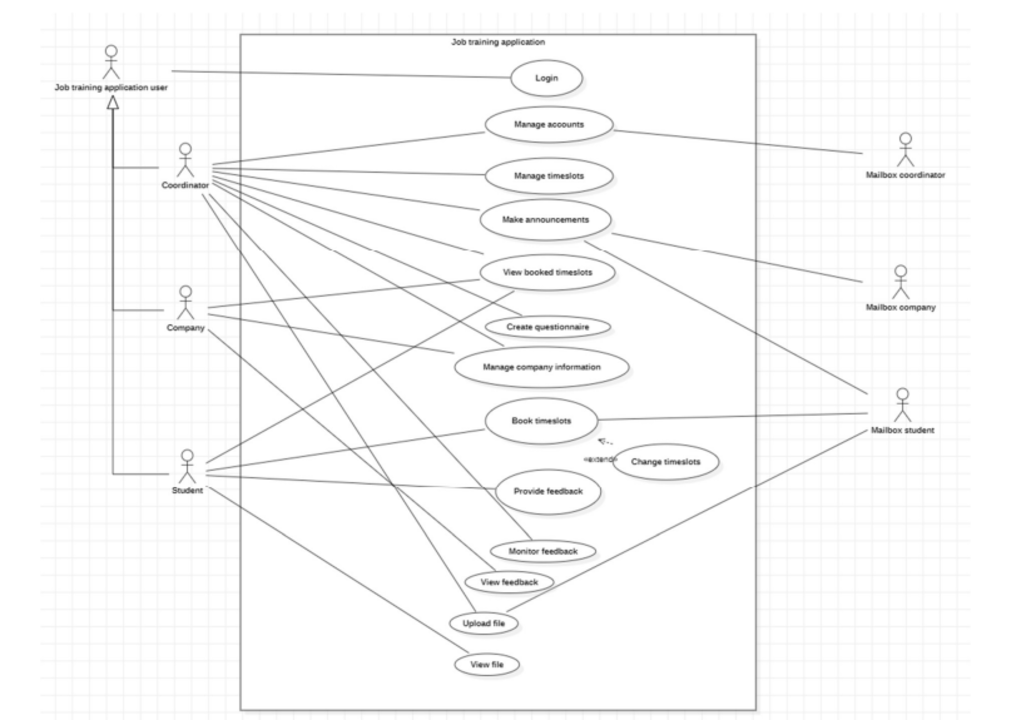 Job training application
Job training application user
Login
Manage accounts
Mailbox coordinator
Coordinator
Manage timeslots
Make announcements
View booked timeslots
Mailbox company
Company
Create questionnaire
Manage company information
Book timeslots
Mailbox student
«extend»
Change timeslots
Student
Provide feedback
Monitor feedback
View feedback
Upload file
View file